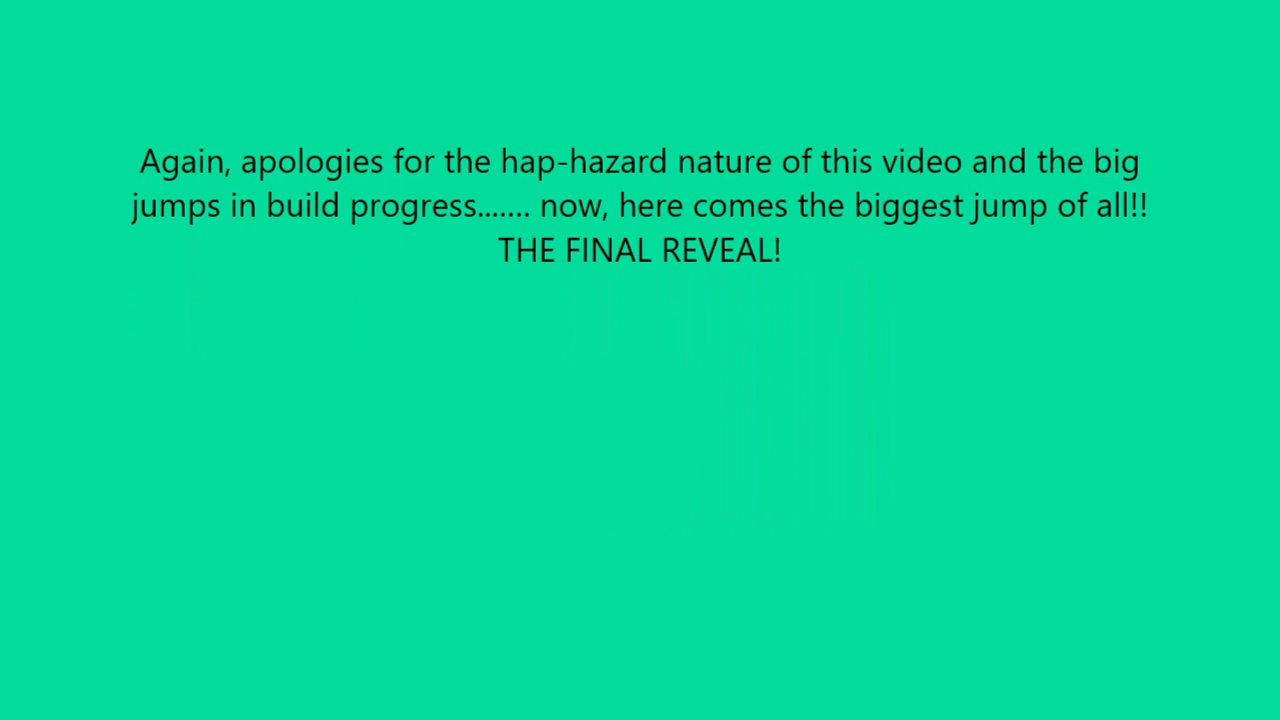 Again, apologies for the hap-hazard nature of this video and the big
jumps in build progress....... now, here comes the biggest jump of all!!
THE FINAL REVEAL!